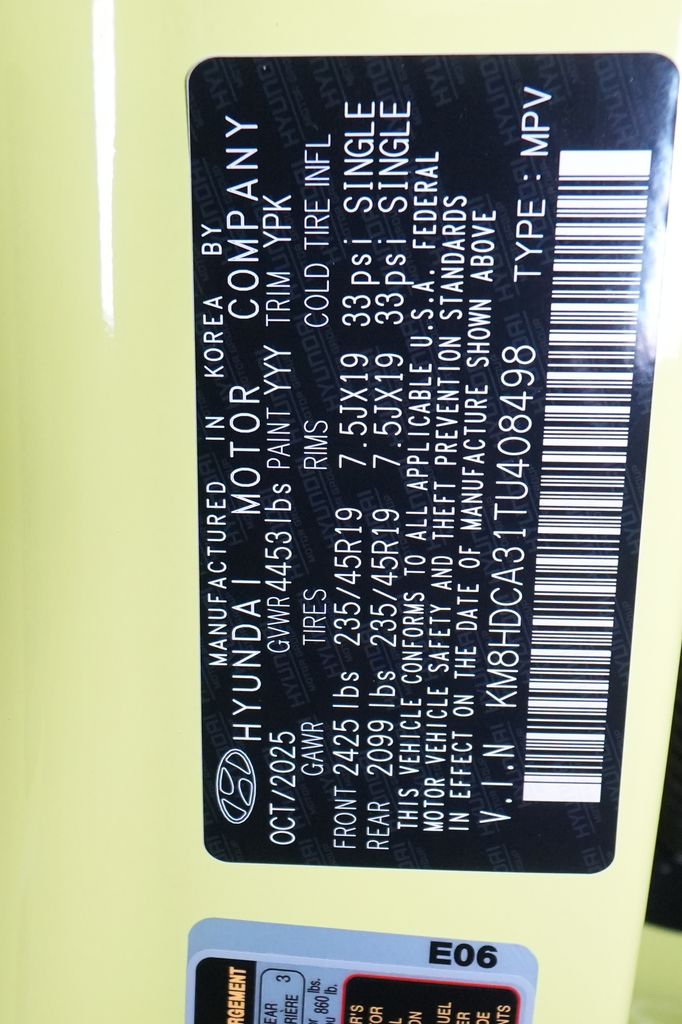 MANUFACTURED IN KOREA BY
HYUNDAI MOTOR COMPANY
OCT/2025 GVWR 4453lbs PAINT YYY TRIM YPK
GAWR TIRES RIMS COLD TIRE INFL
FRONT 2425 lbs 235/45R19 7.5JX19 33psi SINGLE
REAR 2099 lbs 235/45R19 7.5JX19 33psi SINGLE
THIS VEHICLE CONFORMS TO ALL APPLICABLE U.S.A. FEDERAL
MOTOR VEHICLE SAFETY AND THEFT PREVENTION STANDARDS
IN EFFECT ON THE DATE OF MANUFACTURE SHOWN ABOVE
V.I.N KM8HDCA31TU408498 TYPE : MPV
E06
3
860 lb.